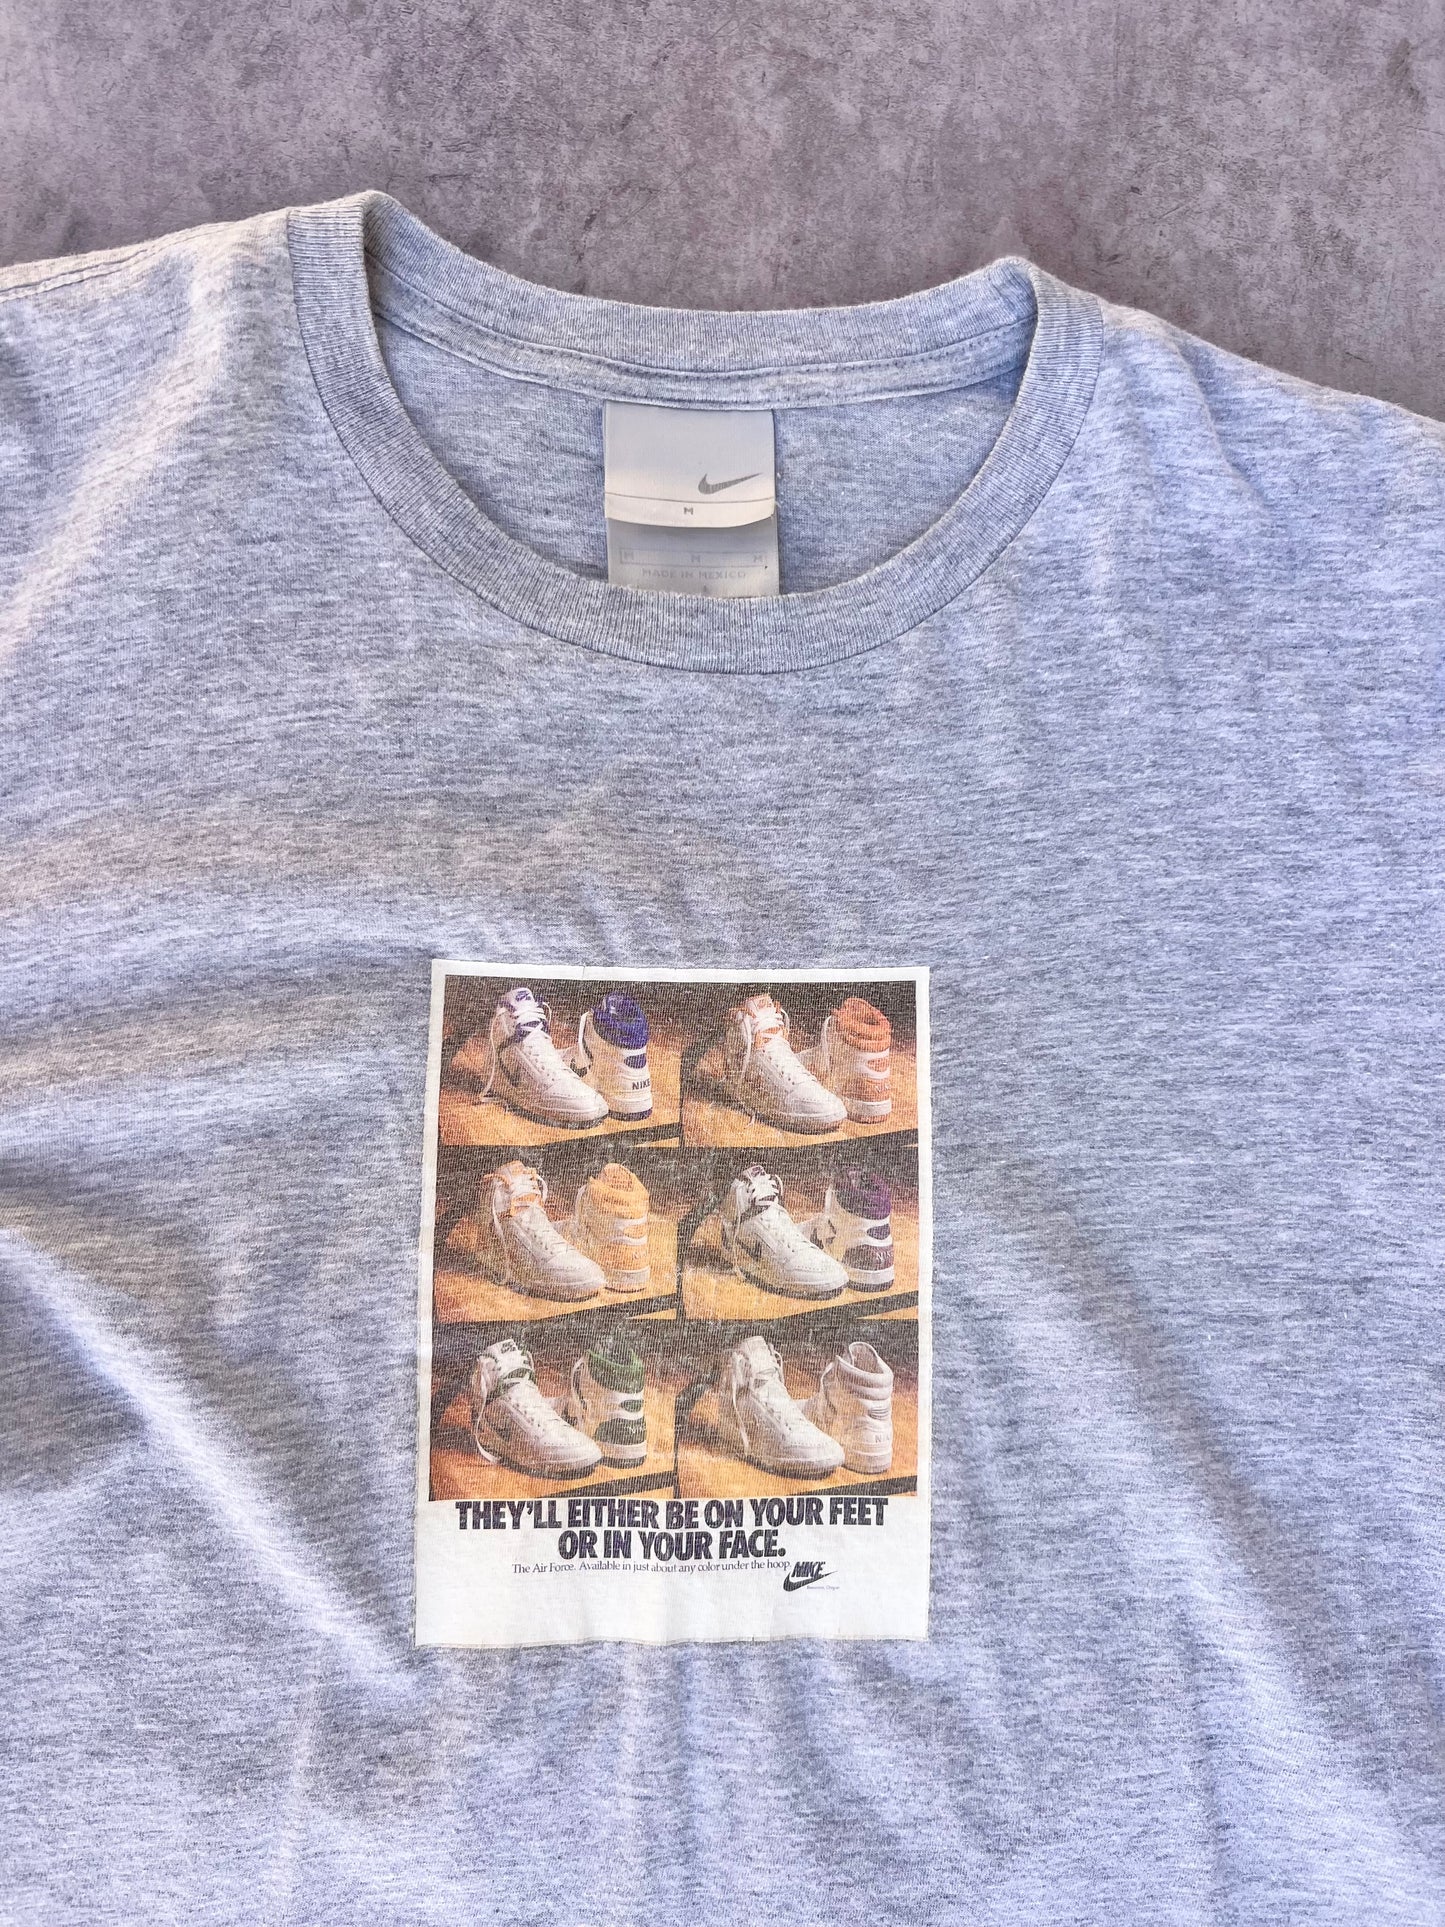 M
M M M
MADE IN MEXICO
NIKE
THEY'LL EITHER BE ON YOUR FEET
OR IN YOUR FACE.
The Air Force. Available in just about any color under the hoop.
NIKE